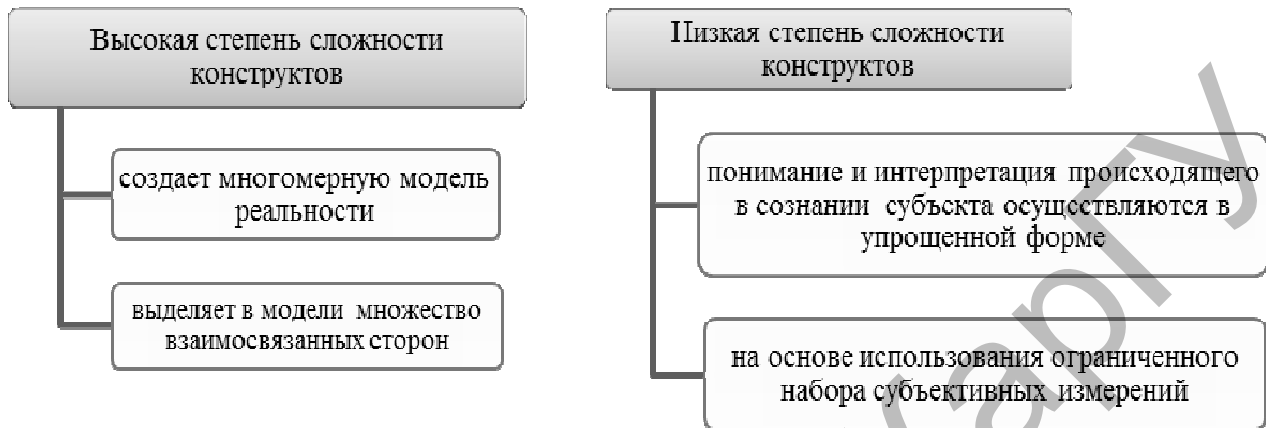 Высокая степень сложности
конструктов
создает многомерную модель
реальности
выделяет в модели множество
взаимосвязанных сторон
Низкая степень сложности
конструктов
понимание и интерпретация происходящего
в сознании субъекта осуществляются в
упрощенной форме
на основе использования ограниченного
набора субъективных измерений
КарГУ